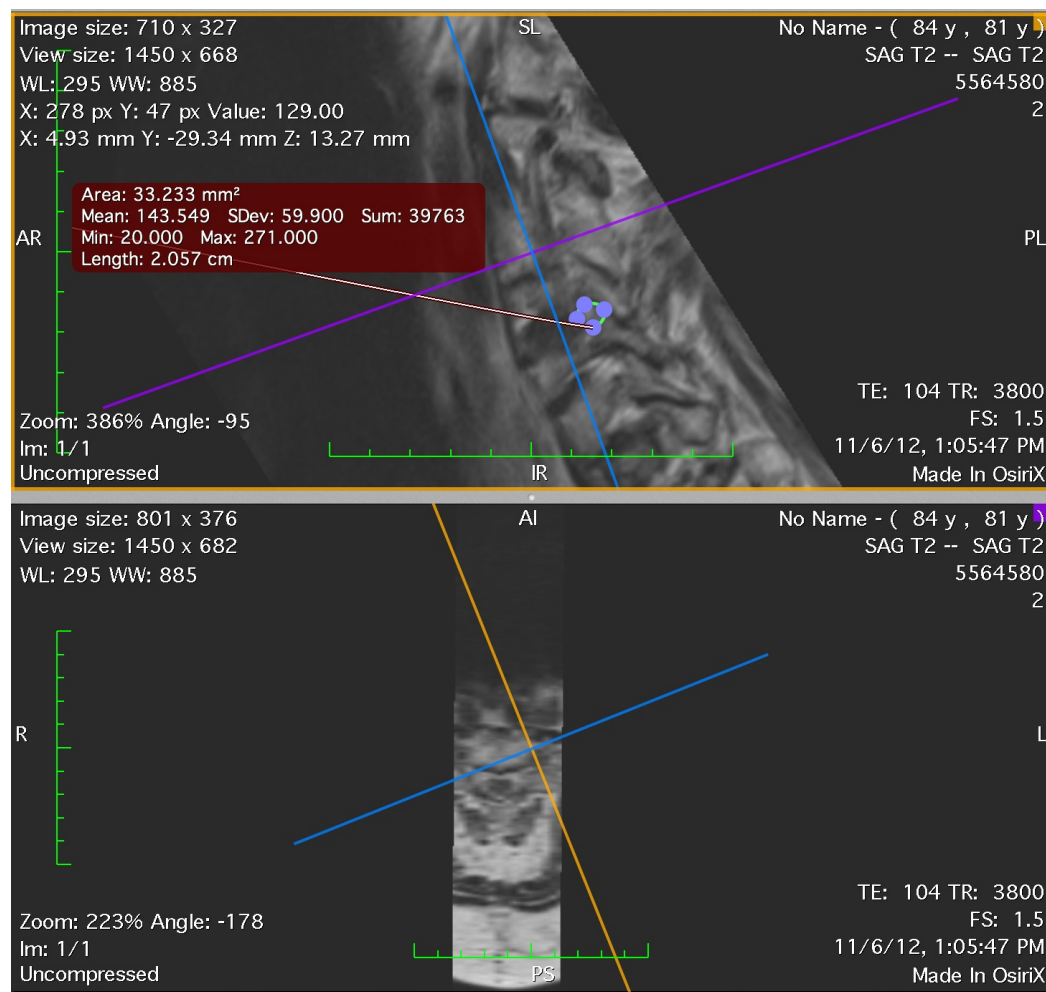 Image size: 710 x 327
View size: 1450 x 668
WL: 295 WW: 885
X: 278 px Y: 47 px Value: 129.00
X: 4.93 mm Y: -29.34 mm Z: 13.27 mm
SL
No Name - ( 84 y , 81 y )
SAG T2 -- SAG T2
5564580
2
Area: 33.233 mm²
Mean: 143.549 SDev: 59.900 Sum: 39763
Min: 20.000 Max: 271.000
Length: 2.057 cm
AR
PL
Zoom: 386% Angle: -95
Im: 1/1
Uncompressed
IR
TE: 104 TR: 3800
FS: 1.5
11/6/12, 1:05:47 PM
Made In OsiriX
Image size: 801 x 376
View size: 1450 x 682
WL: 295 WW: 885
AI
No Name - ( 84 y , 81 y )
SAG T2 -- SAG T2
5564580
2
R
L
Zoom: 223% Angle: -178
Im: 1/1
Uncompressed
PS
TE: 104 TR: 3800
FS: 1.5
11/6/12, 1:05:47 PM
Made In OsiriX